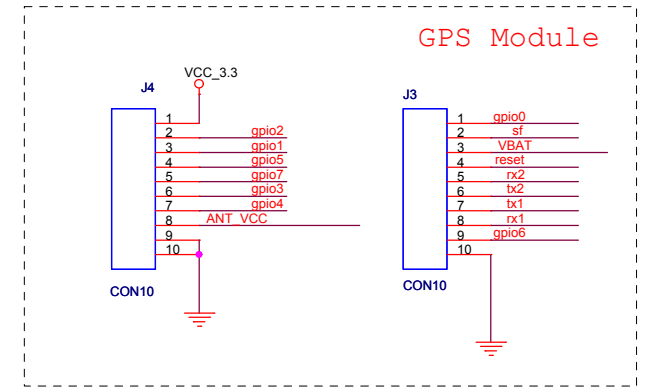 GPS Module
VCC_3.3
J4
1
2 gpio2
3 gpio1
4 gpio5
5 gpio7
6 gpio3
7 gpio4
8 ANT_VCC
9
10
CON10
J3
1 gpio0
2 sf
3 VBAT
4 reset
5 rx2
6 tx2
7 tx1
8 rx1
9 gpio6
10
CON10